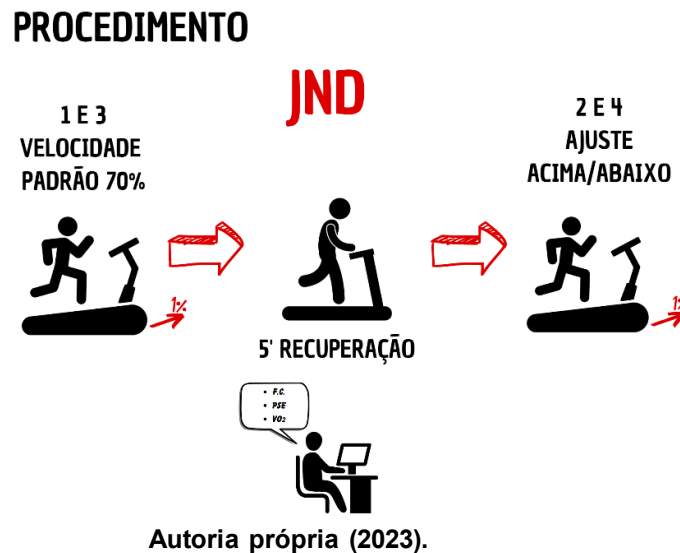 PROCEDIMENTO
JND
1 E 3
VELOCIDADE
PADRÃO 70%
2 E 4
AJUSTE
ACIMA/ABAIXO
1%
1%
5' RECUPERAÇÃO
• F.C.
• PSE
• VO₂
Autoria própria (2023).